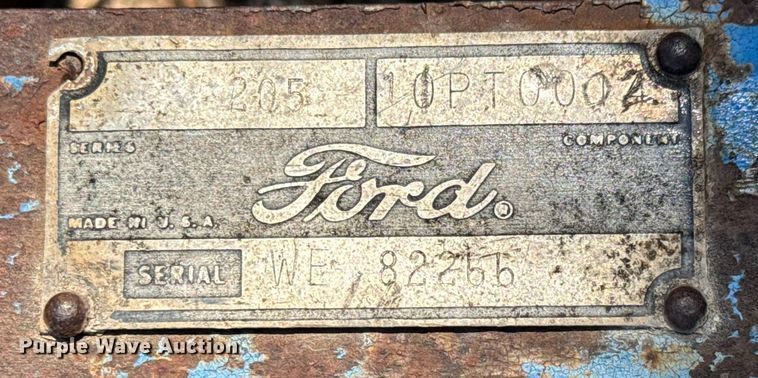 205 10PT0002
SERIES COMPONENT
Ford®
MADE IN U.S.A.
SERIAL WE 82266
Purple Wave Auction